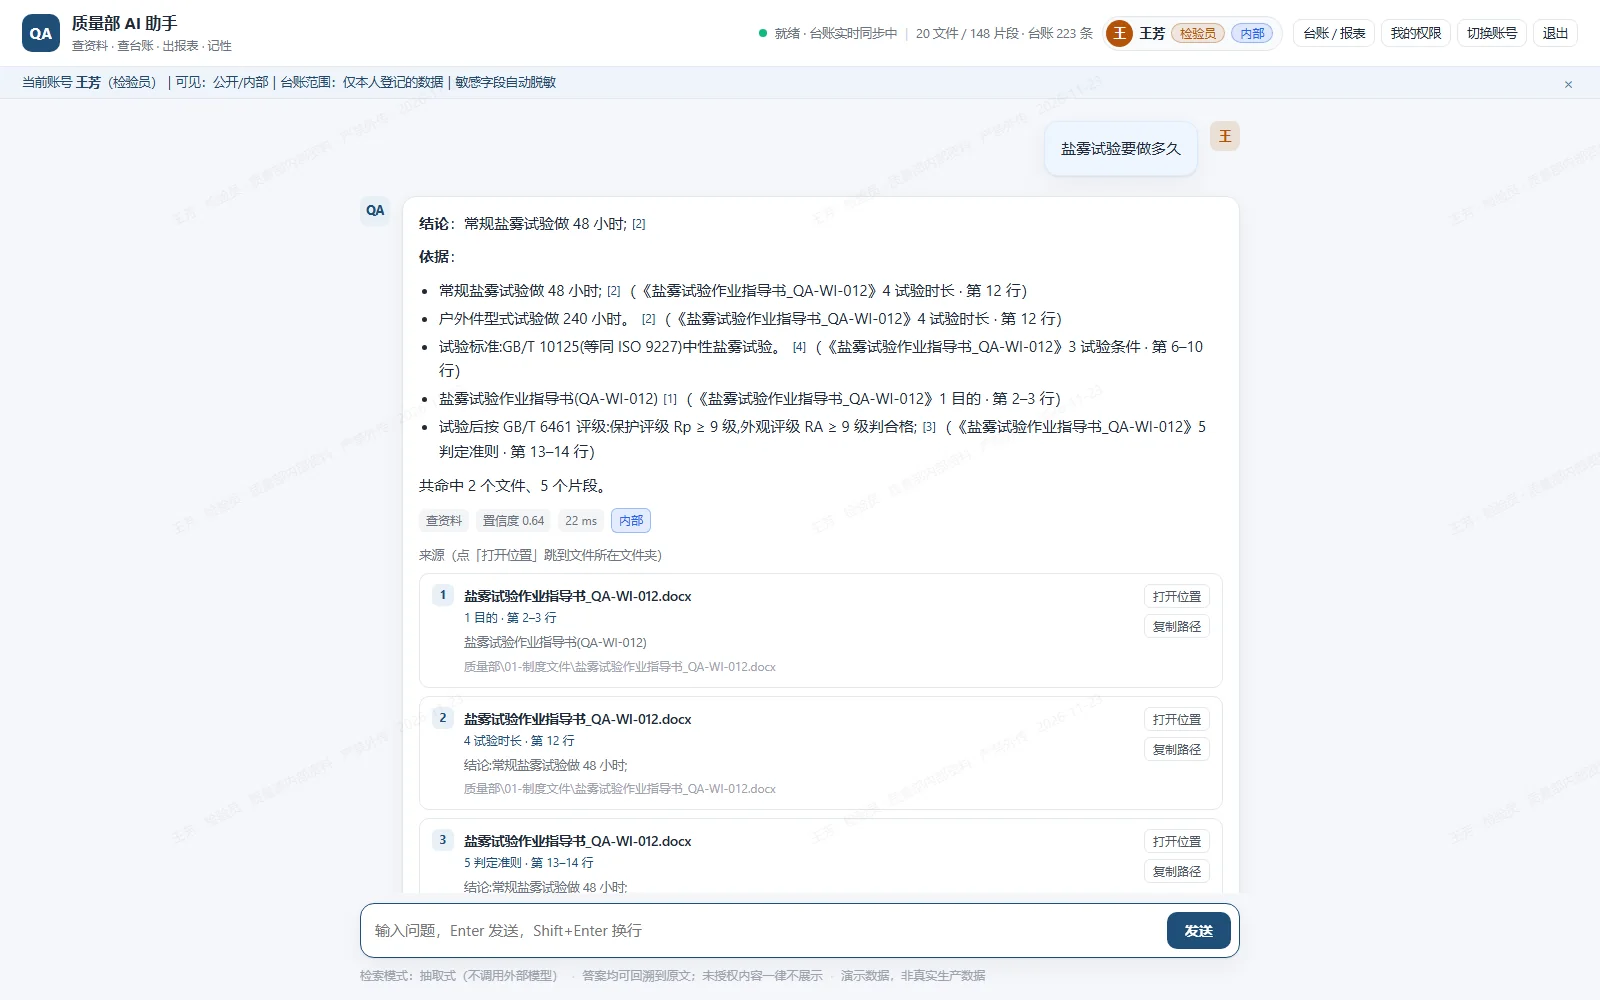 QA
质量部 AI 助手
查资料 · 查台账 · 出报表 · 记性
就绪 · 台账实时同步中 | 20 文件 / 148 片段 · 台账 223 条
王 王芳 检验员 内部
台账 / 报表
我的权限
切换账号
退出
当前账号 王芳（检验员） | 可见：公开/内部 | 台账范围：仅本人登记的数据 | 敏感字段自动脱敏
×
盐雾试验要做多久
王
QA
结论：常规盐雾试验做 48 小时; [2]
依据：
常规盐雾试验做 48 小时; [2] （《盐雾试验作业指导书_QA-WI-012》4 试验时长 · 第 12 行）
户外件型式试验做 240 小时。 [2] （《盐雾试验作业指导书_QA-WI-012》4 试验时长 · 第 12 行）
试验标准:GB/T 10125(等同 ISO 9227)中性盐雾试验。 [4] （《盐雾试验作业指导书_QA-WI-012》3 试验条件 · 第 6–10
行）
盐雾试验作业指导书(QA-WI-012) [1] （《盐雾试验作业指导书_QA-WI-012》1 目的 · 第 2–3 行）
试验后按 GB/T 6461 评级:保护评级 Rp ≥ 9 级,外观评级 RA ≥ 9 级判合格; [3] （《盐雾试验作业指导书_QA-WI-012》5
判定准则 · 第 13–14 行）
共命中 2 个文件、5 个片段。
查资料 置信度 0.64 22 ms 内部
来源（点「打开位置」跳到文件所在文件夹）
1 盐雾试验作业指导书_QA-WI-012.docx
1 目的 · 第 2–3 行
盐雾试验作业指导书(QA-WI-012)
质量部\01-制度文件\盐雾试验作业指导书_QA-WI-012.docx
打开位置
复制路径
2 盐雾试验作业指导书_QA-WI-012.docx
4 试验时长 · 第 12 行
结论:常规盐雾试验做 48 小时;
质量部\01-制度文件\盐雾试验作业指导书_QA-WI-012.docx
打开位置
复制路径
3 盐雾试验作业指导书_QA-WI-012.docx
5 判定准则 · 第 13–14 行
结论:常规盐雾试验做 48 小时;
打开位置
复制路径
输入问题，Enter 发送，Shift+Enter 换行
发送
检索模式：抽取式（不调用外部模型） · 答案均可回溯到原文；未授权内容一律不展示 · 演示数据，非真实生产数据
王芳 · 检验员 · 质量部内部资料 · 严禁外传 · 2026-11-23